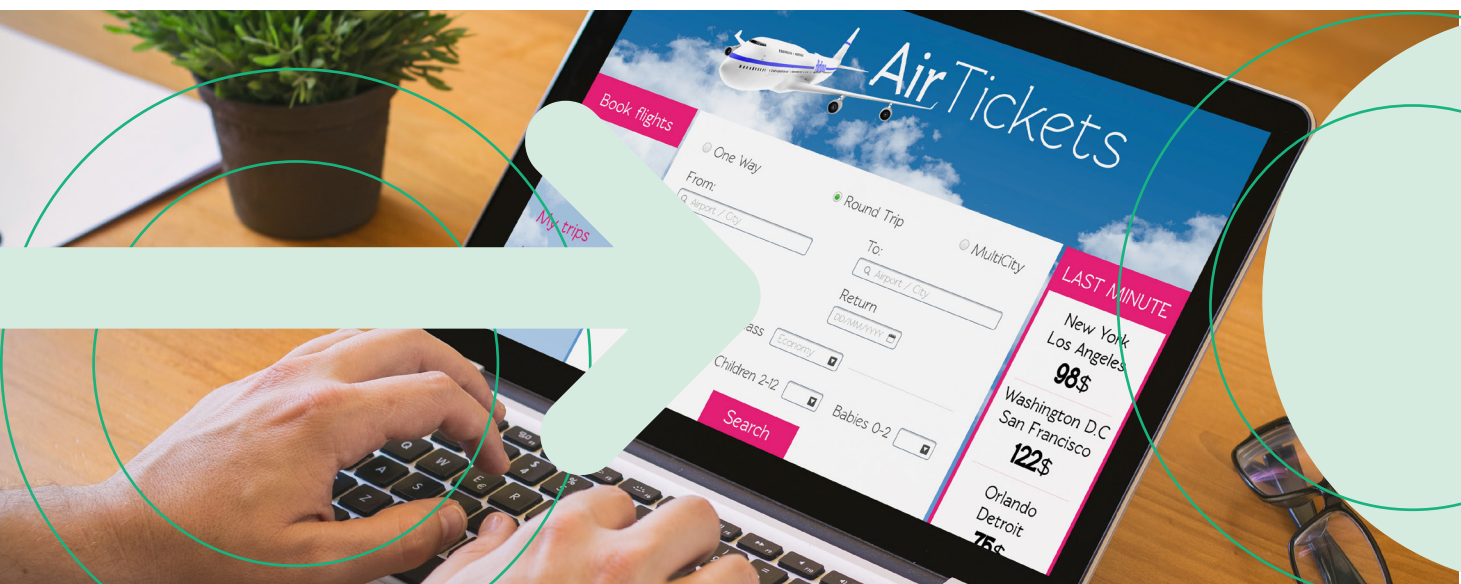 AirTickets
Book flights
My trips
One Way
Round Trip
MultiCity
From:
Airport / City
To:
Airport / City
Return
DD/MM/YYYY
Economy
Children 2-12
Babies 0-2
Search
LAST MINUTE
New York
Los Angeles
98$
Washington D.C
San Francisco
122$
Orlando
Detroit
75$